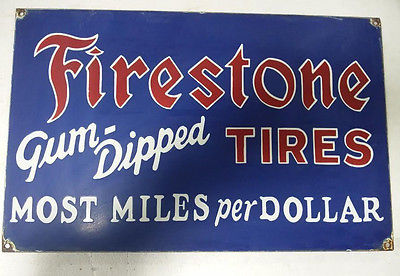 Firestone
Gum-Dipped TIRES
MOST MILES per DOLLAR